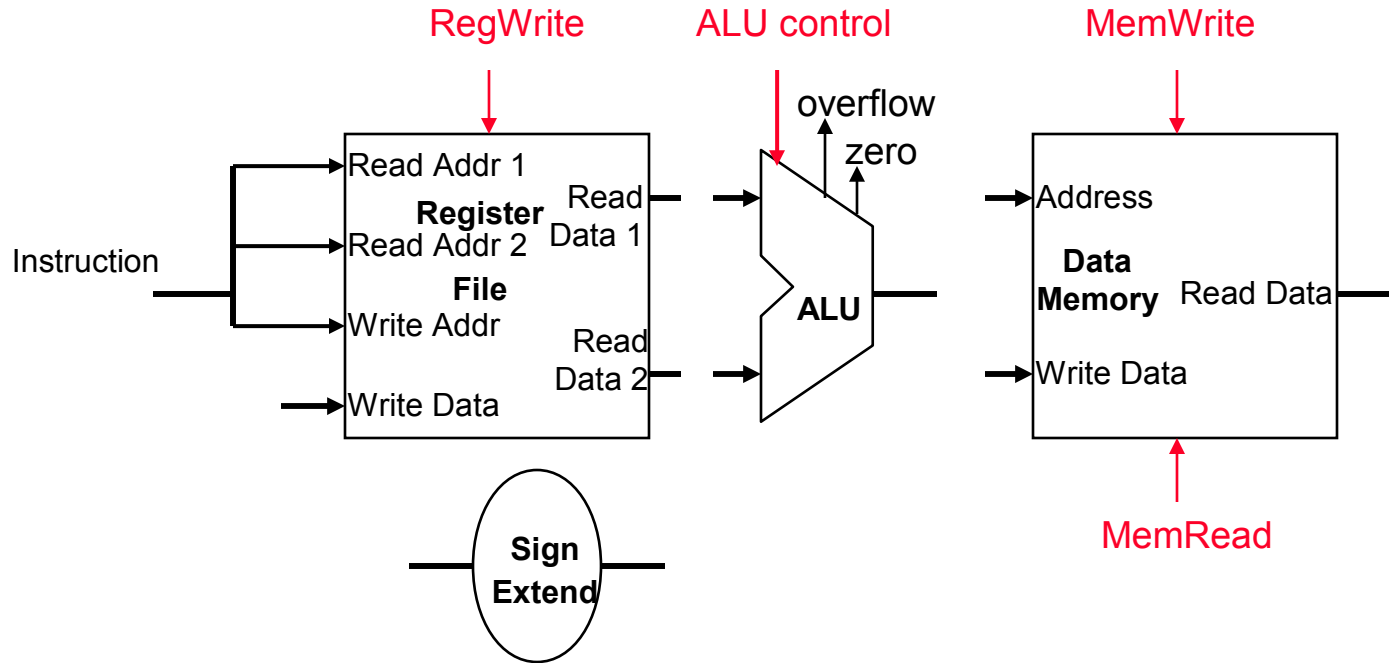 RegWrite
ALU control
MemWrite
overflow
zero
Instruction
Read Addr 1
Register
Read Addr 2
File
Write Addr
Write Data
Read
Data 1
Read
Data 2
ALU
Address
Data
Memory
Read Data
Write Data
Sign
Extend
MemRead